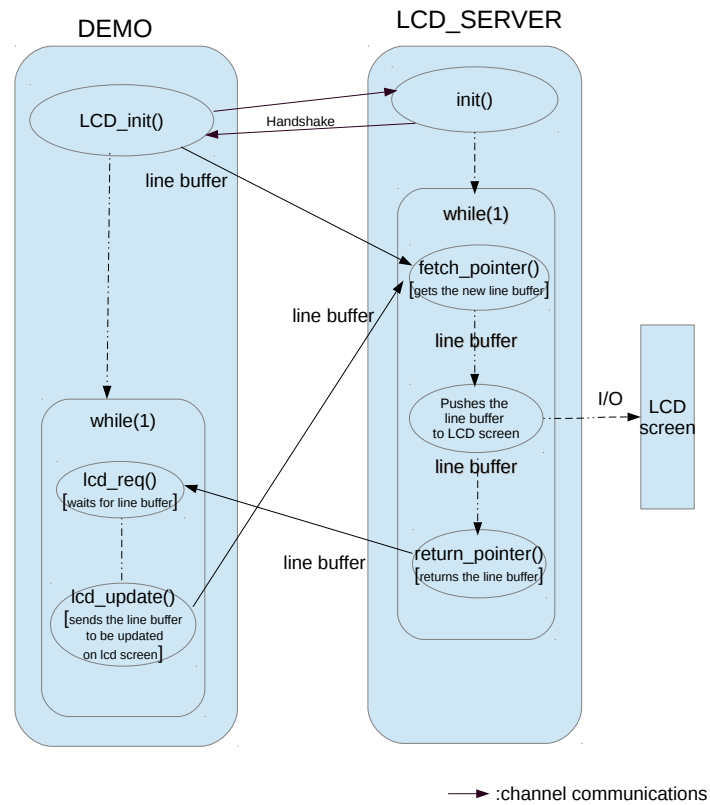 DEMO
LCD_SERVER
LCD_init()
init()
Handshake
line buffer
while(1)
fetch_pointer()
[gets the new line buffer]
line buffer
line buffer
Pushes the
line buffer
to LCD screen
I/O
LCD
screen
while(1)
line buffer
lcd_req()
[waits for line buffer]
return_pointer()
[returns the line buffer]
line buffer
lcd_update()
[sends the line buffer
to be updated
on lcd screen]
:channel communications